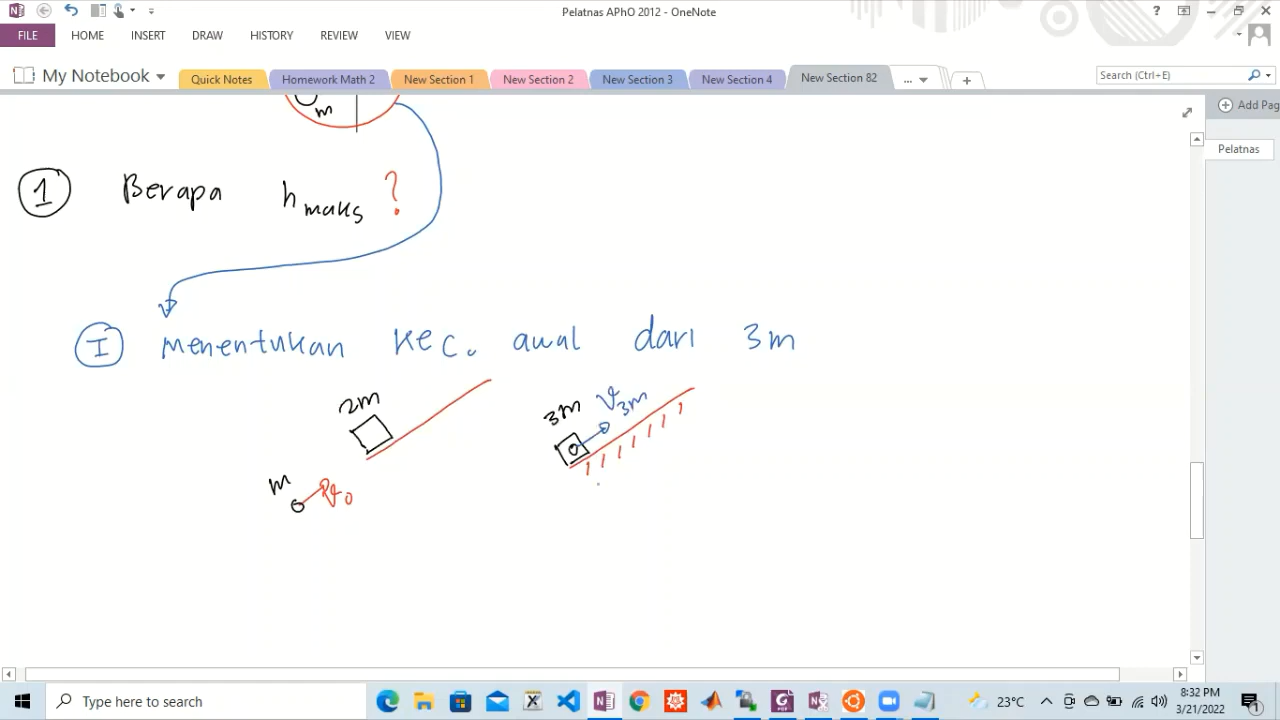 Pelatnas APhO 2012 - OneNote
FILE HOME INSERT DRAW HISTORY REVIEW VIEW
My Notebook Quick Notes Homework Math 2 New Section 1 New Section 2 New Section 3 New Section 4 New Section 82 ... + Search (Ctrl+E)
Add Pag
Pelatnas
m
1 Berapa h maks ?
I menentukan kec. awal dari 3m
2m 3m v3m
m v0
Type here to search 23°C 8:32 PM
3/21/2022